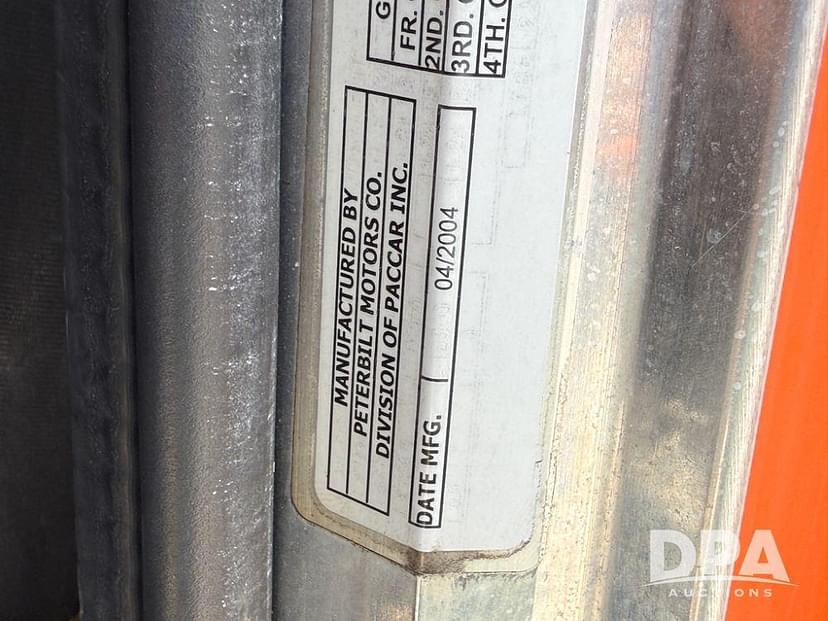 G
FR.
2ND.
3RD.
4TH.
MANUFACTURED BY
PETERBILT MOTORS CO.
DIVISION OF PACCAR INC.
DATE MFG. 04/2004
DPA
AUCTIONS